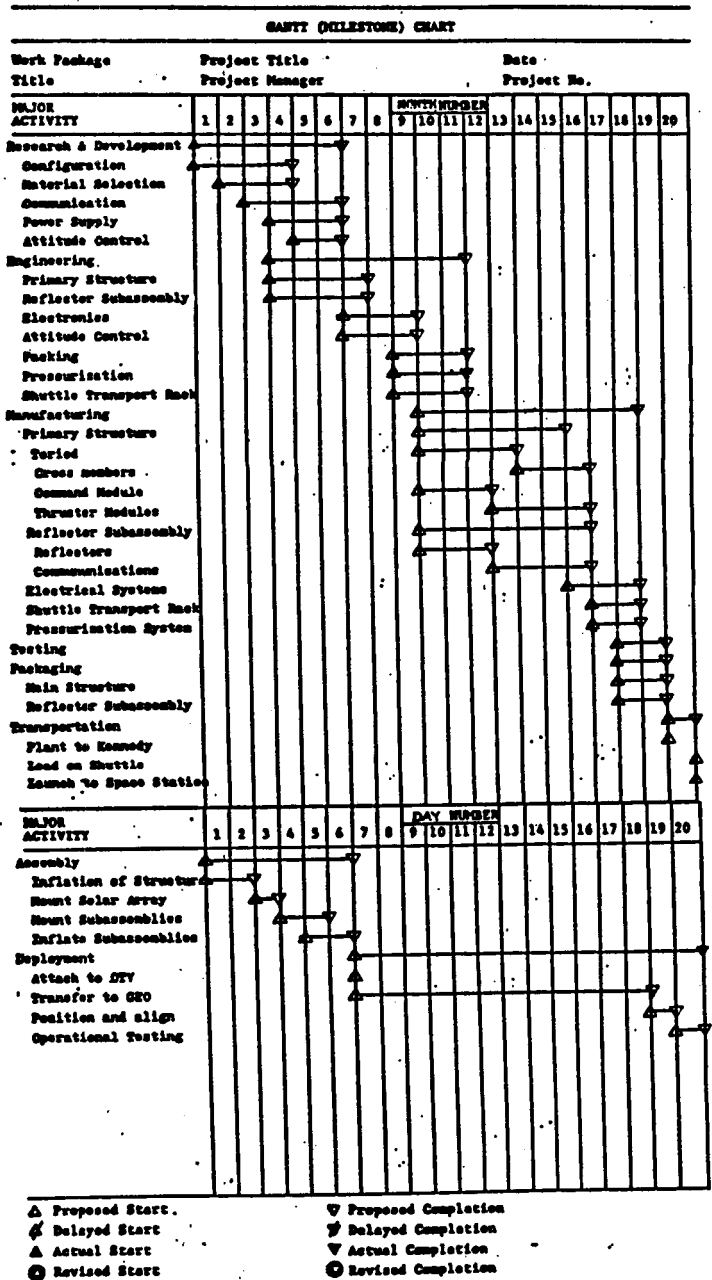 GANTT (MILESTONE) CHART
Work Package Project Title Date
Title Project Manager Project No.
MAJOR ACTIVITY MONTH NUMBER
1 2 3 4 5 6 7 8 9 10 11 12 13 14 15 16 17 18 19 20
Research & Development
Configuration
Material Selection
Communication
Power Supply
Attitude Control
Engineering
Primary Structure
Reflector Subassembly
Electronics
Attitude Control
Packing
Pressurization
Shuttle Transport Rack
Manufacturing
Primary Structure
Toriod
Cross members
Command Module
Thruster Modules
Reflector Subassembly
Reflectors
Communications
Electrical Systems
Shuttle Transport Rack
Pressurization System
Testing
Packaging
Main Structure
Reflector Subassembly
Transportation
Plant to Kennedy
Load on Shuttle
Launch to Space Station
MAJOR ACTIVITY DAY NUMBER
1 2 3 4 5 6 7 8 9 10 11 12 13 14 15 16 17 18 19 20
Assembly
Inflation of Structur
Mount Solar Array
Mount Subassemblies
Inflate Subassemblies
Deployment
Attach to OTV
Transfer to GEO
Position and align
Operational Testing
△ Proposed Start. ▽ Proposed Completion
Delayed Start Delayed Completion
▲ Actual Start ▼ Actual Completion
Revised Start Revised Completion